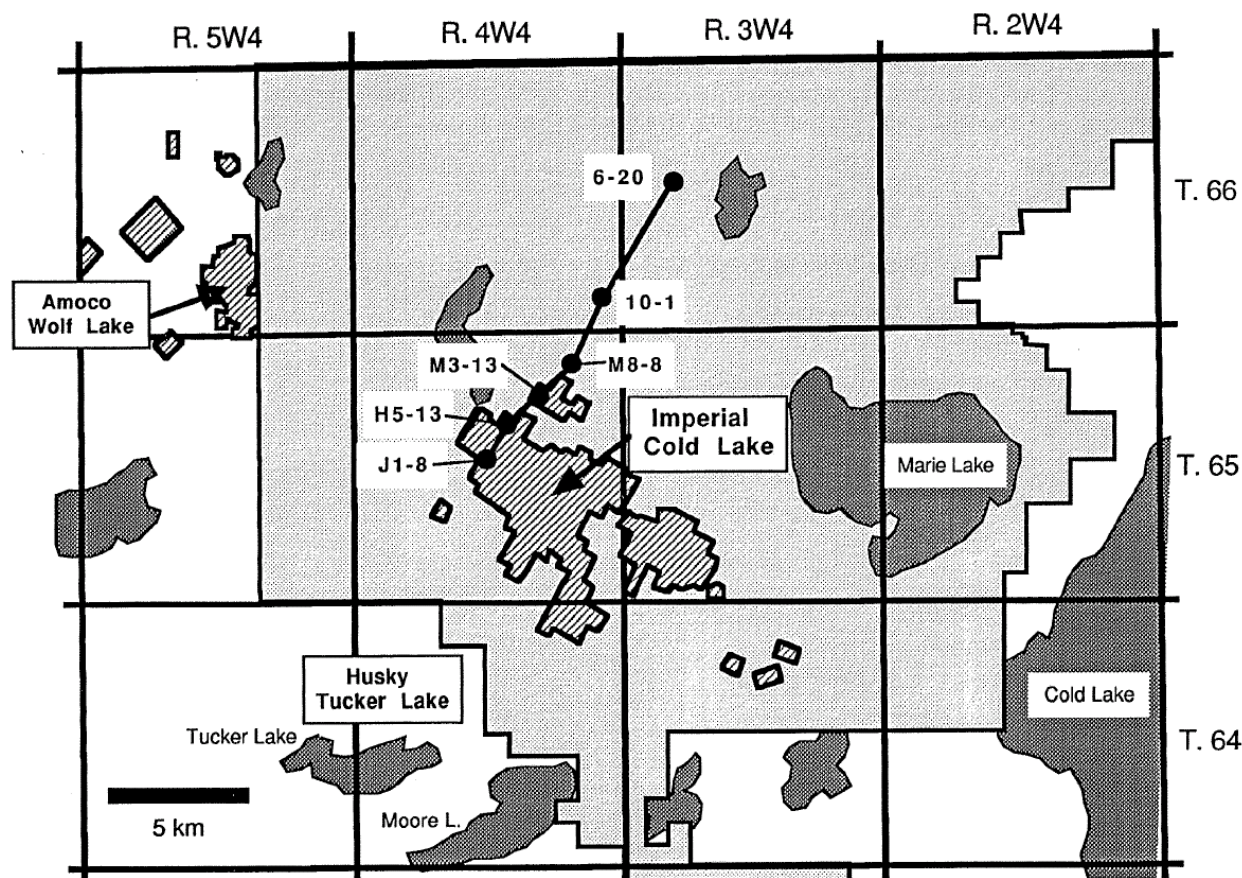 R. 5W4
R. 4W4
R. 3W4
R. 2W4
6-20
T. 66
Amoco
Wolf Lake
10-1
M3-13
M8-8
H5-13
Imperial
Cold Lake
J1-8
Marie Lake
T. 65
Husky
Tucker Lake
Cold Lake
Tucker Lake
T. 64
5 km
Moore L.